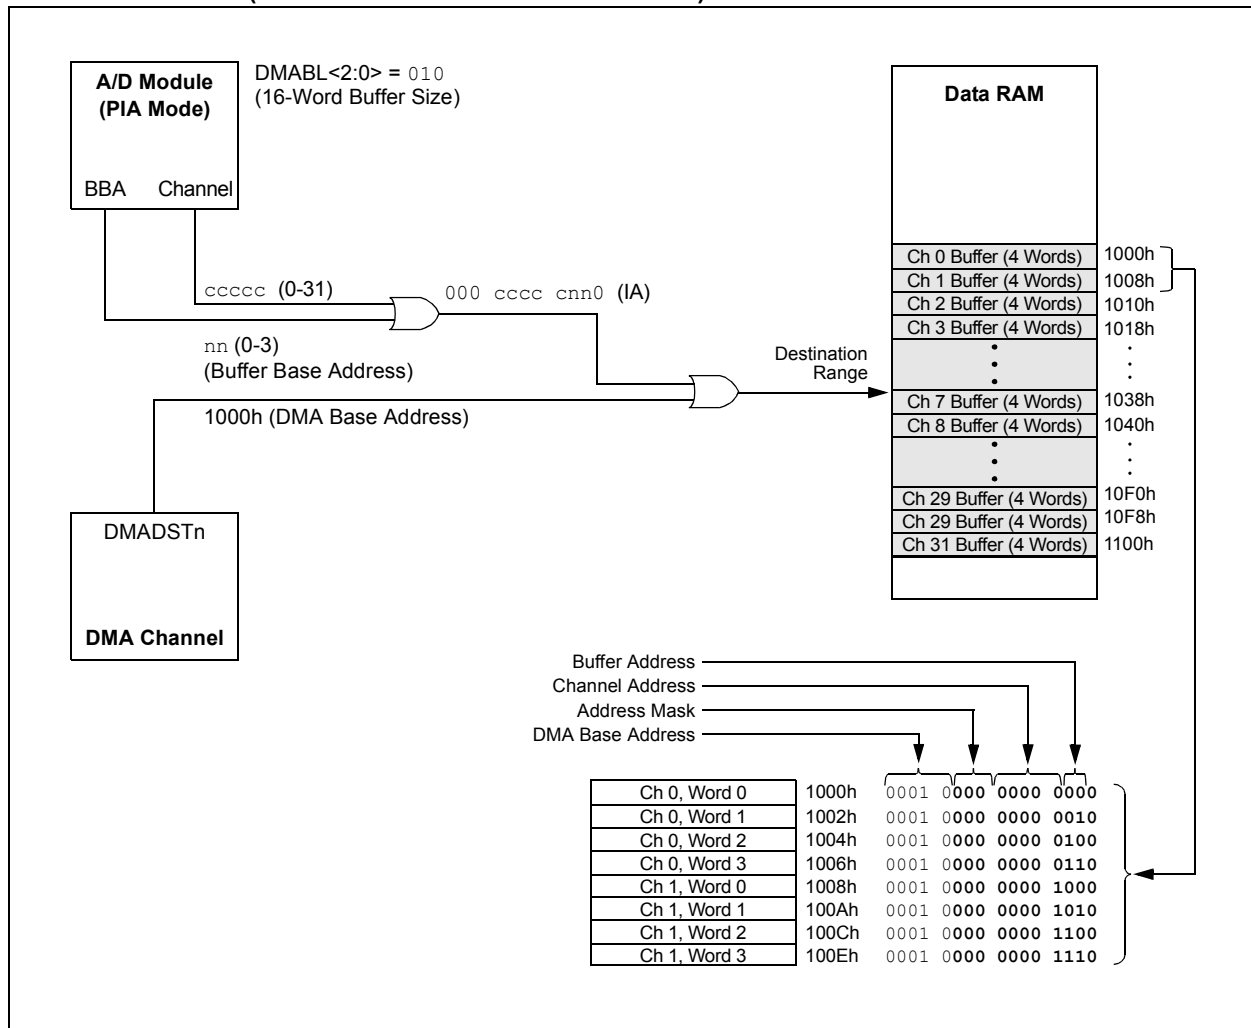 A/D Module
(PIA Mode)
BBA Channel
DMABL<2:0> = 010
(16-Word Buffer Size)
ccccc (0-31)
000 cccc cnn0 (IA)
nn (0-3)
(Buffer Base Address)
1000h (DMA Base Address)
Destination
Range
DMADSTn
DMA Channel
Data RAM
Ch 0 Buffer (4 Words) 1000h
Ch 1 Buffer (4 Words) 1008h
Ch 2 Buffer (4 Words) 1010h
Ch 3 Buffer (4 Words) 1018h
Ch 7 Buffer (4 Words) 1038h
Ch 8 Buffer (4 Words) 1040h
Ch 29 Buffer (4 Words) 10F0h
Ch 29 Buffer (4 Words) 10F8h
Ch 31 Buffer (4 Words) 1100h
Buffer Address
Channel Address
Address Mask
DMA Base Address
Ch 0, Word 0 1000h 0001 0000 0000 0000
Ch 0, Word 1 1002h 0001 0000 0000 0010
Ch 0, Word 2 1004h 0001 0000 0000 0100
Ch 0, Word 3 1006h 0001 0000 0000 0110
Ch 1, Word 0 1008h 0001 0000 0000 1000
Ch 1, Word 1 100Ah 0001 0000 0000 1010
Ch 1, Word 2 100Ch 0001 0000 0000 1100
Ch 1, Word 3 100Eh 0001 0000 0000 1110